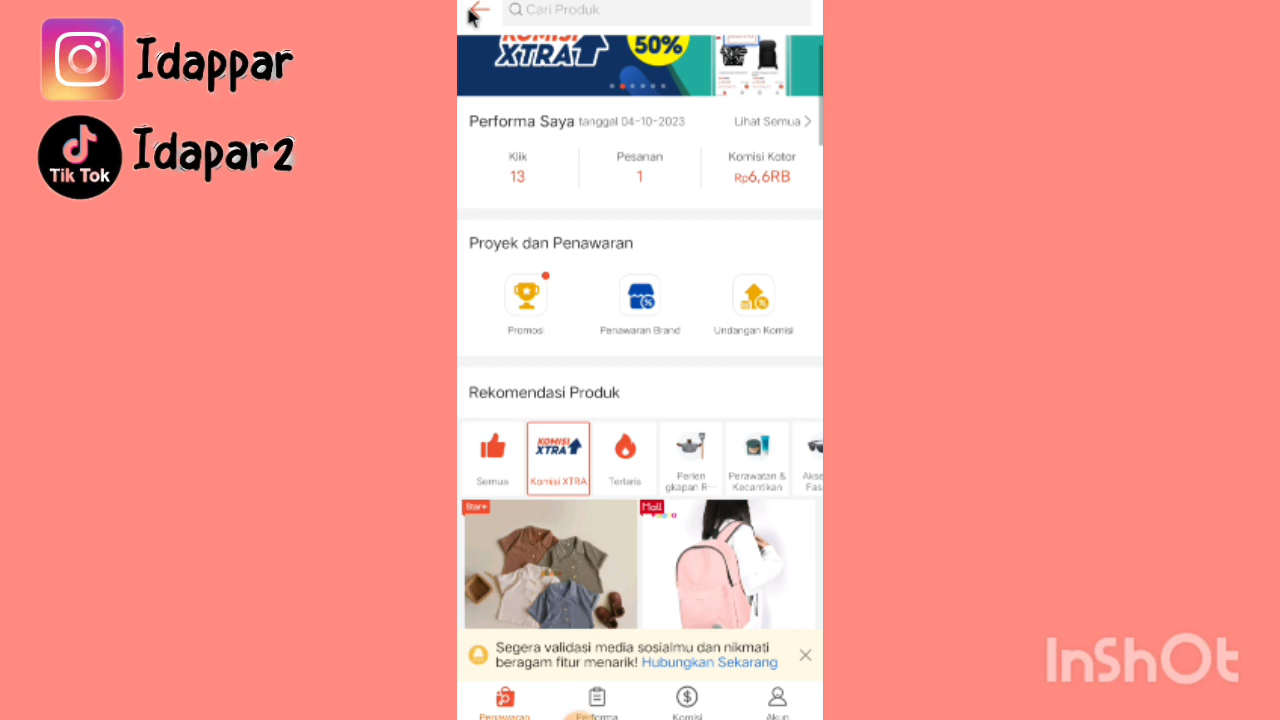 Idappar
Tik Tok
Idapar2
Cari Produk
KOMISI
XTRA
50%
Performa Saya tanggal 04-10-2023
Lihat Semua
Klik
Pesanan
Komisi Kotor
13
1
Rp6,6RB
Proyek dan Penawaran
Promosi
Penawaran Brand
Undangan Komisi
Rekomendasi Produk
KOMISI
XTRA
Semua
Komisi XTRA
Terlaris
Perlen
gkapan R...
Perawatan &
Kecantikan
Akse
Fas
Star+
Mall
Segera validasi media sosialmu dan nikmati
beragam fitur menarik! Hubungkan Sekarang
Penawaran
Performa
Komisi
Akun
InShOt